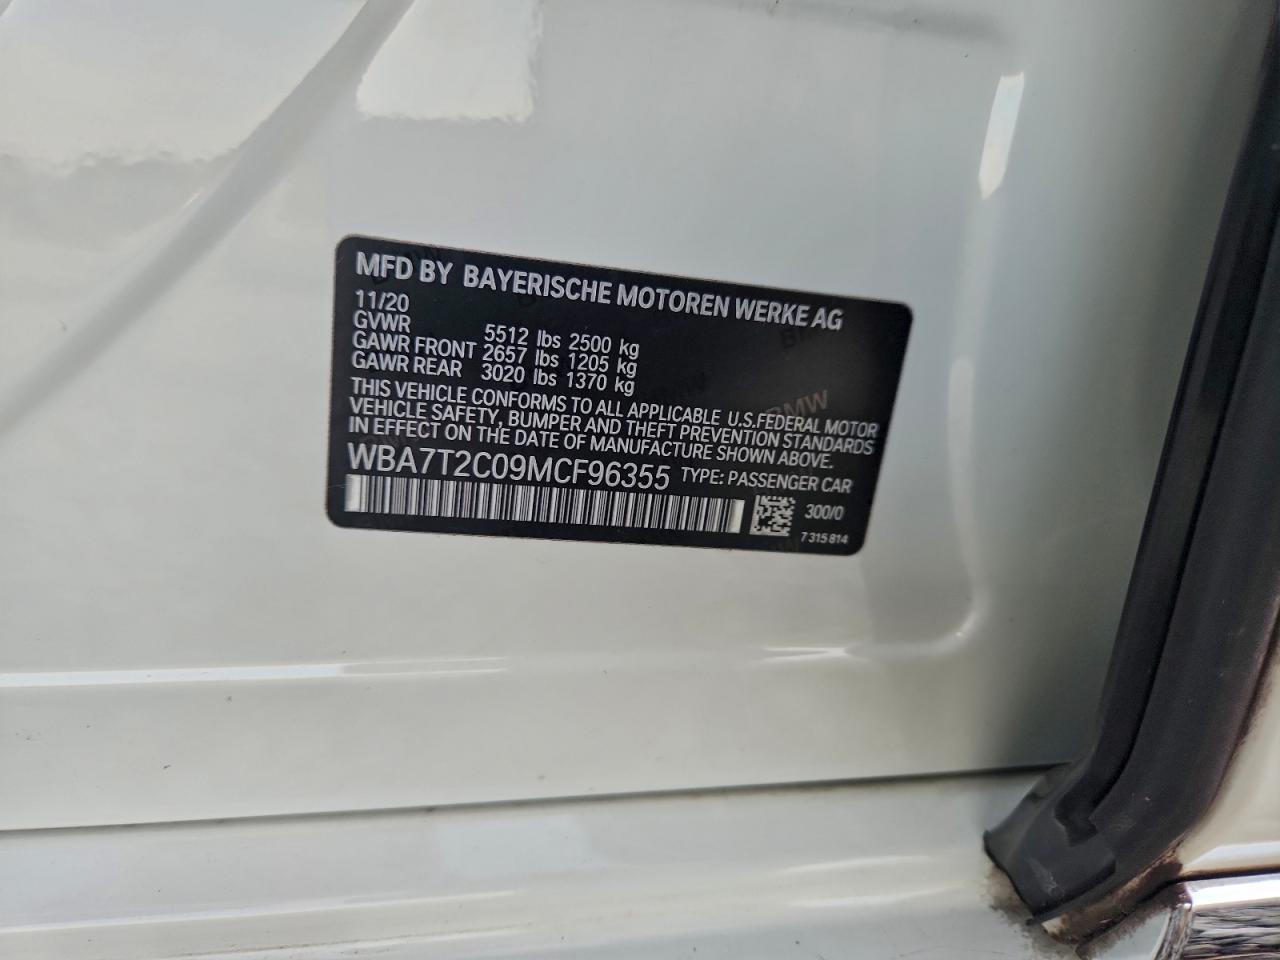 MFD BY BAYERISCHE MOTOREN WERKE AG
11/20
GVWR 5512 lbs 2500 kg
GAWR FRONT 2657 lbs 1205 kg
GAWR REAR 3020 lbs 1370 kg
THIS VEHICLE CONFORMS TO ALL APPLICABLE U.S.FEDERAL MOTOR
VEHICLE SAFETY, BUMPER AND THEFT PREVENTION STANDARDS
IN EFFECT ON THE DATE OF MANUFACTURE SHOWN ABOVE.
WBA7T2C09MCF96355 TYPE: PASSENGER CAR
300/0
7 315 814